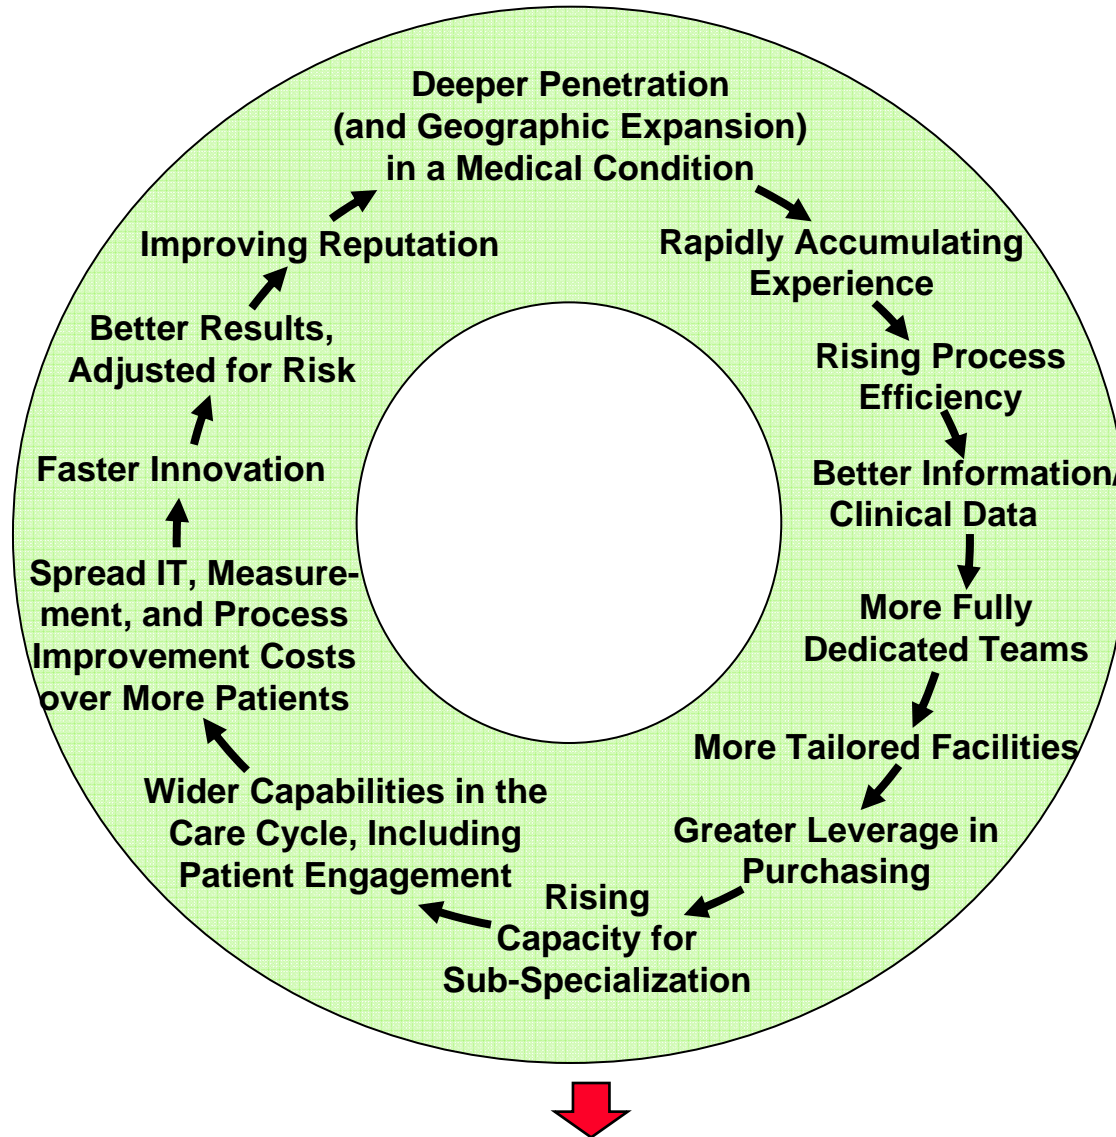 Deeper Penetration
(and Geographic Expansion)
in a Medical Condition
Rapidly Accumulating
Experience
Rising Process
Efficiency
Better Information/
Clinical Data
More Fully
Dedicated Teams
More Tailored Facilities
Greater Leverage in
Purchasing
Rising
Capacity for
Sub-Specialization
Wider Capabilities in the
Care Cycle, Including
Patient Engagement
Spread IT, Measure-
ment, and Process
Improvement Costs
over More Patients
Faster Innovation
Better Results,
Adjusted for Risk
Improving Reputation